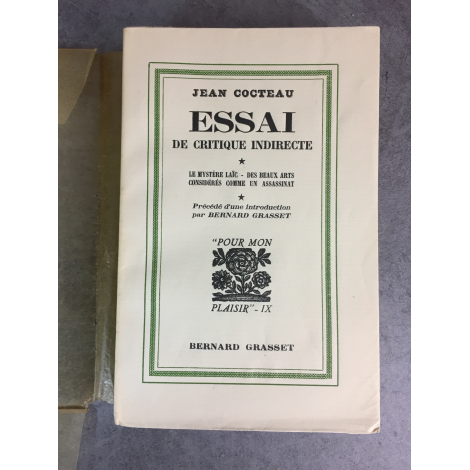 JEAN COCTEAU
ESSAI
DE CRITIQUE INDIRECTE
★
LE MYSTÈRE LAÏC - DES BEAUX ARTS
CONSIDÉRÉS COMME UN ASSASSINAT
★
Précédé d'une introduction
par BERNARD GRASSET
"POUR MON
PLAISIR" - IX
BERNARD GRASSET